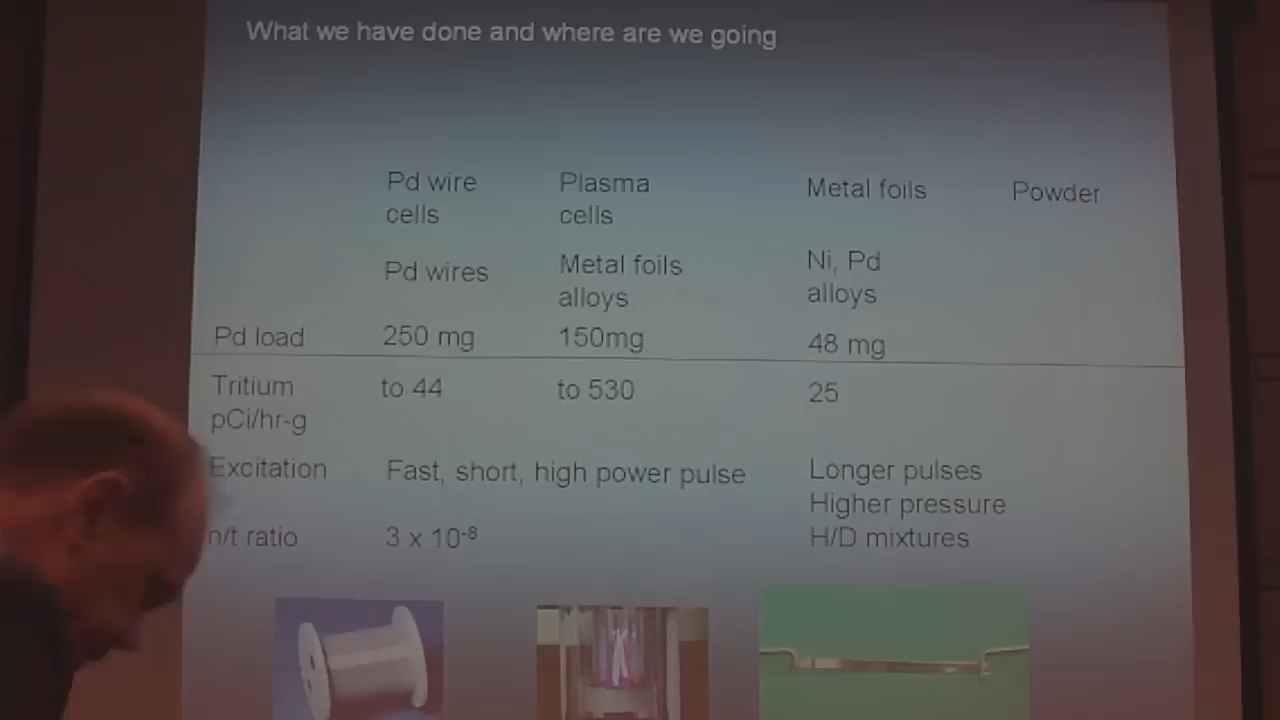 What we have done and where are we going
Pd wire
cells
Plasma
cells
Metal foils
Powder
Pd wires
Metal foils
alloys
Ni, Pd
alloys
Pd load
250 mg
150mg
48 mg
Tritium
pCi/hr-g
to 44
to 530
25
Excitation
Fast, short, high power pulse
Longer pulses
Higher pressure
H/D mixtures
n/t ratio
3 x 10⁻⁸